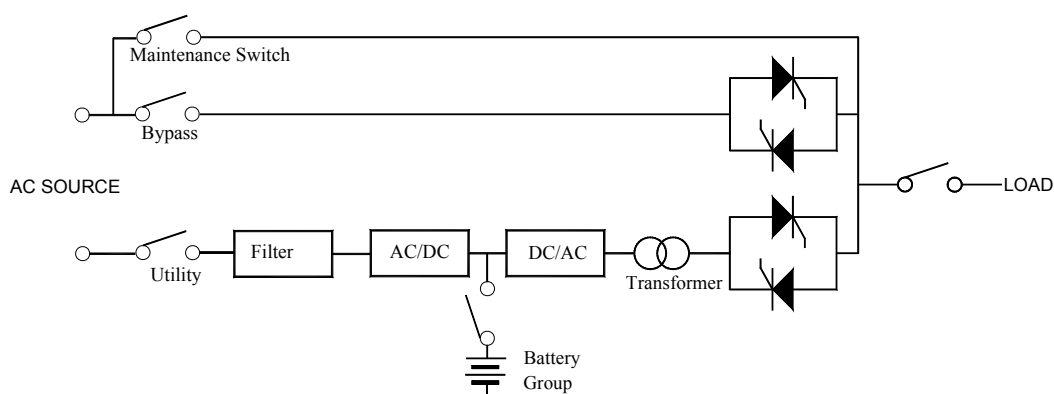 Maintenance Switch
Bypass
AC SOURCE
LOAD
Filter
AC/DC
DC/AC
Utility
Transformer
Battery
Group